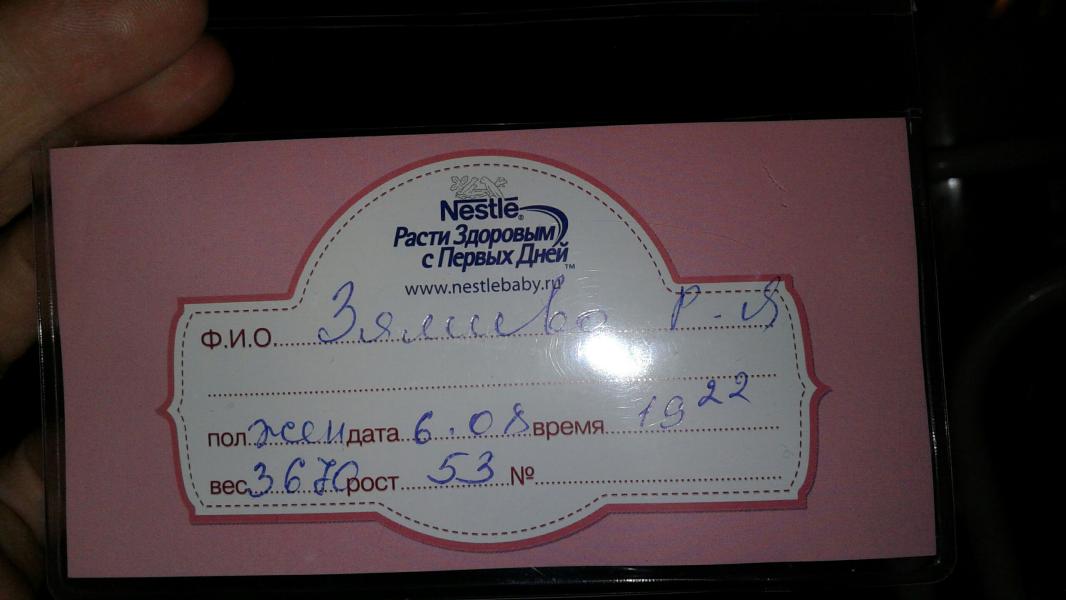 Nestlé®
Расти Здоровым
с Первых Дней™
www.nestlebaby.ru
Ф.И.О. Зялиева Р.Я
пол жен дата 6.08 время 19 22
вес 3670 рост 53 №